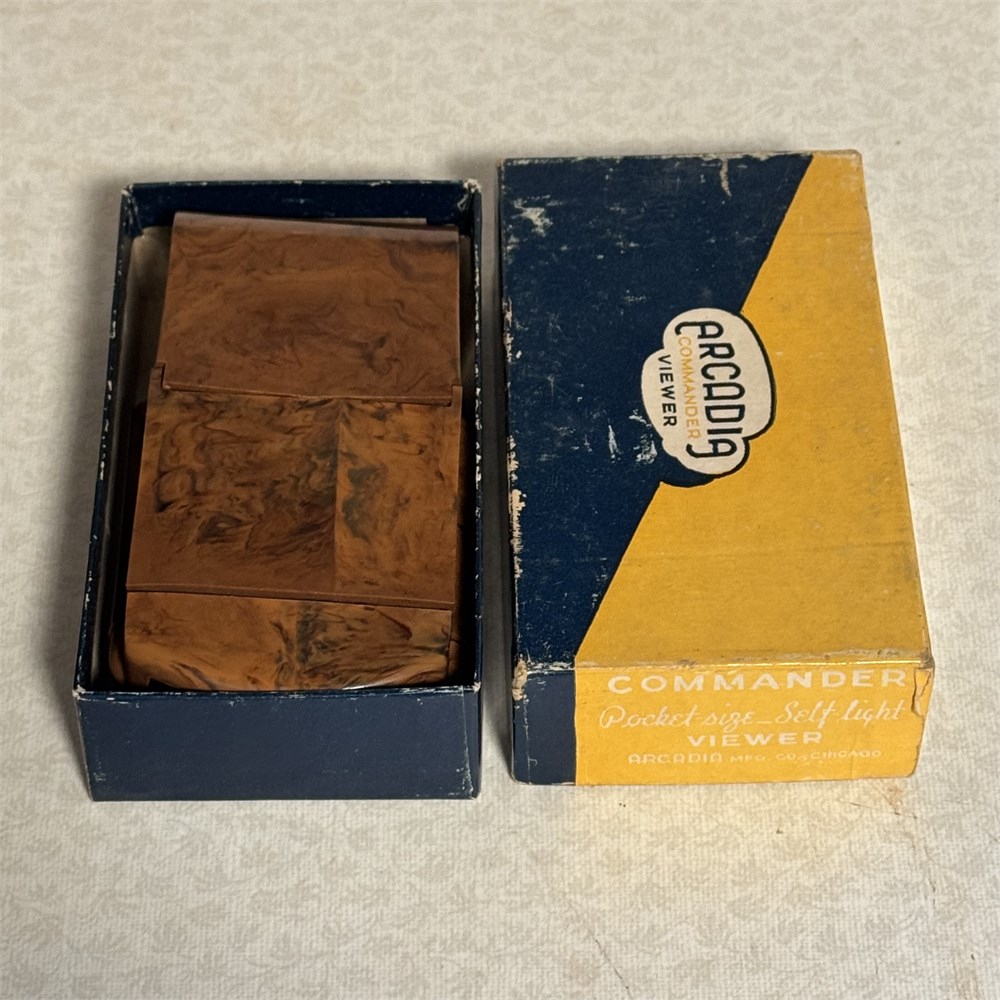 ARCADIA
COMMANDER
VIEWER
COMMANDER
Pocket-size - Self-light
VIEWER
ARCADIA MFG. CO., CHICAGO